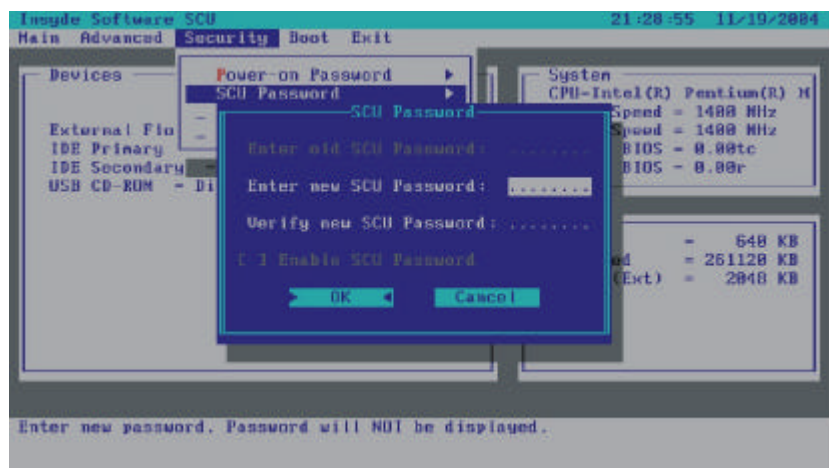 Insyde Software SCU 21:28:55 11/19/2004
Main Advanced Security Boot Exit
Devices
Power-on Password
System
SCU Password
CPU-Intel(R) Pentium(R) M
SCU Password
Speed = 1400 MHz
External Flo
Speed = 1400 MHz
IDE Primary
Enter old SCU Password: ........
BIOS - 0.00tc
IDE Secondary -
BIOS - 0.00r
USB CD-ROM - Di
Enter new SCU Password: ........
Verify new SCU Password: ........
= 640 KB
[ ] Enable SCU Password
ed = 261120 KB
(Ext) = 2048 KB
OK Cancel
Enter new password. Password will NOT be displayed.